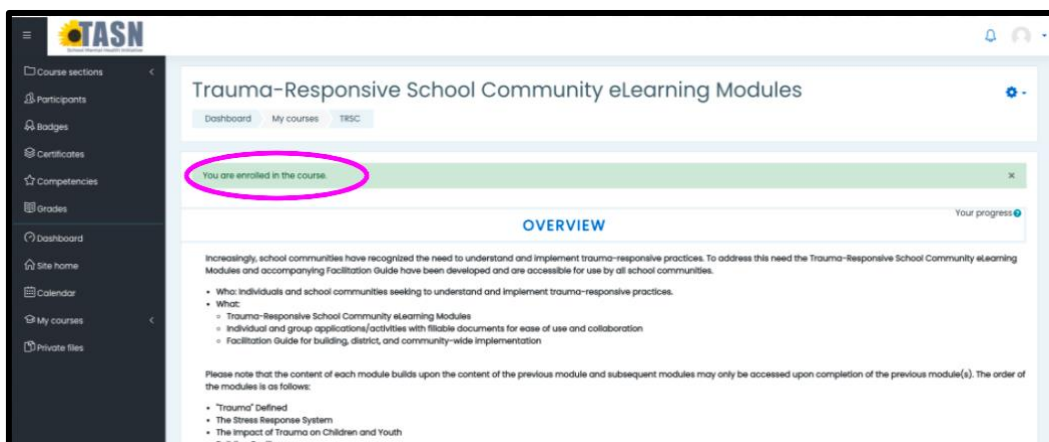 TASN
School Mental Health Initiative
Course sections
Participants
Badges
Certificates
Competencies
Grades
Dashboard
Site home
Calendar
My courses
Private files
Trauma-Responsive School Community eLearning Modules
Dashboard My courses TRSC
You are enrolled in the course.
Your progress
OVERVIEW
Increasingly, school communities have recognized the need to understand and implement trauma-responsive practices. To address this need the Trauma-Responsive School Community eLearning
Modules and accompanying Facilitation Guide have been developed and are accessible for use by all school communities.
• Who: Individuals and school communities seeking to understand and implement trauma-responsive practices.
• What:
○ Trauma-Responsive School Community eLearning Modules
○ Individual and group applications/activities with fillable documents for ease of use and collaboration
○ Facilitation Guide for building, district, and community-wide implementation
Please note that the content of each module builds upon the content of the previous module and subsequent modules may only be accessed upon completion of the previous module(s). The order of
the modules is as follows:
• "Trauma" Defined
• The Stress Response System
• The Impact of Trauma on Children and Youth